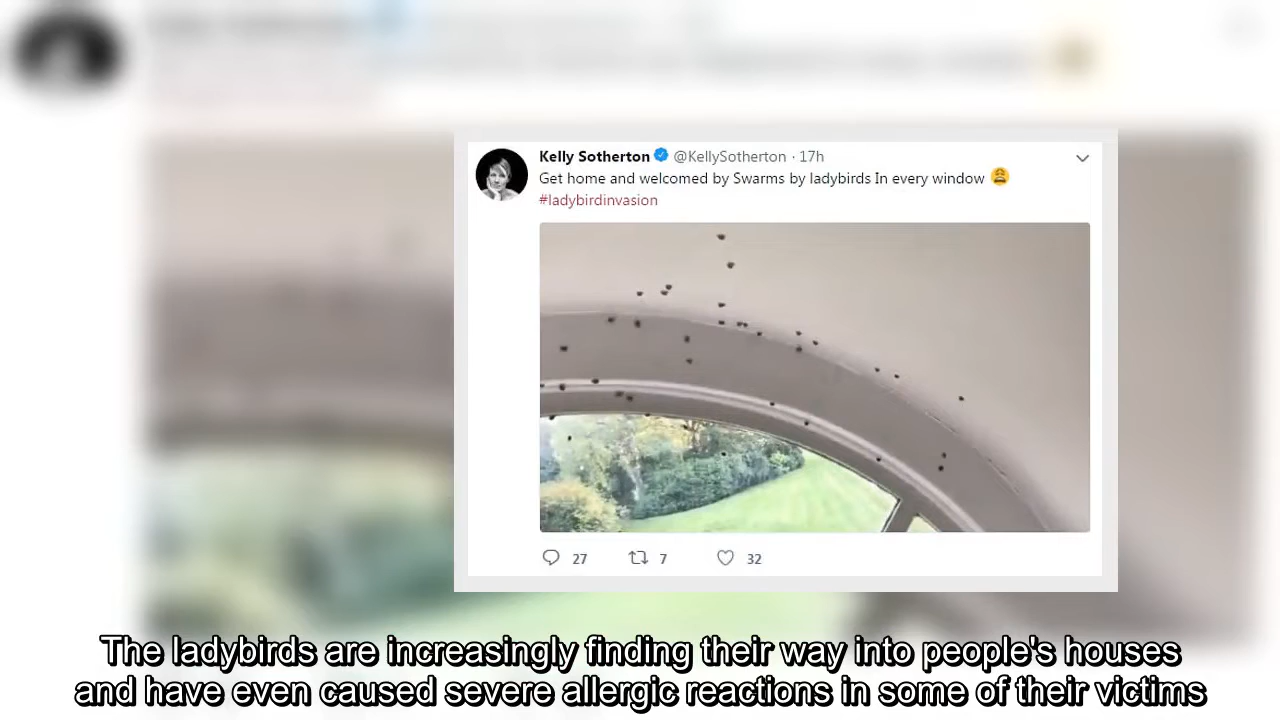 Kelly Sotherton @KellySotherton · 17h
Get home and welcomed by Swarms by ladybirds In every window 😩
#ladybirdinvasion
27 7 32
The ladybirds are increasingly finding their way into people's houses
and have even caused severe allergic reactions in some of their victims